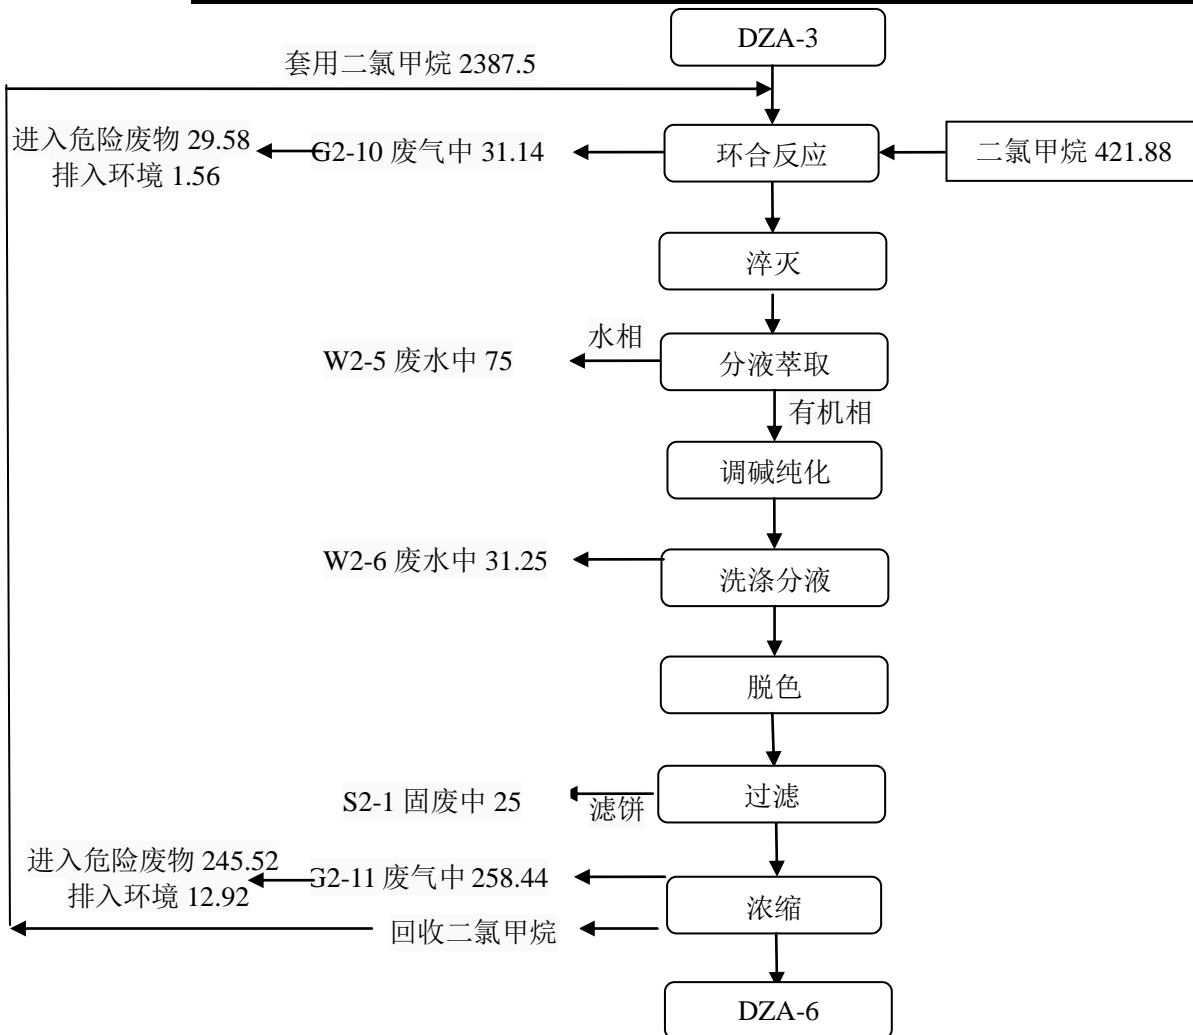 DZA-3
套用二氯甲烷 2387.5
进入危险废物 29.58
排入环境 1.56
G2-10 废气中 31.14
环合反应
二氯甲烷 421.88
淬灭
水相
W2-5 废水中 75
分液萃取
有机相
调碱纯化
W2-6 废水中 31.25
洗涤分液
脱色
过滤
S2-1 固废中 25
滤饼
进入危险废物 245.52
排入环境 12.92
G2-11 废气中 258.44
浓缩
回收二氯甲烷
DZA-6